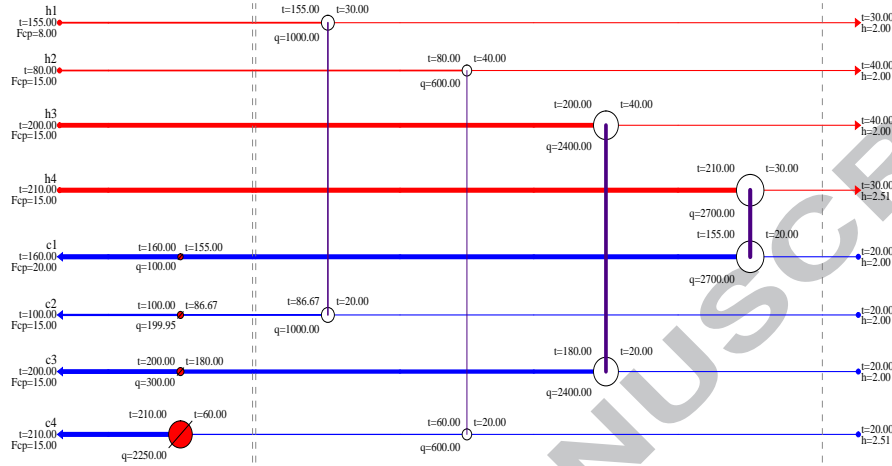 h1
t=155.00
Fcp=8.00
t=155.00 t=30.00
q=1000.00
t=30.00
h=2.00
h2
t=80.00
Fcp=15.00
t=80.00 t=40.00
q=600.00
t=40.00
h=2.00
h3
t=200.00
Fcp=15.00
t=200.00 t=40.00
q=2400.00
t=40.00
h=2.00
h4
t=210.00
Fcp=15.00
t=210.00 t=30.00
q=2700.00
t=30.00
h=2.51
c1
t=160.00
Fcp=20.00
t=160.00 t=155.00
q=100.00
t=155.00 t=20.00
q=2700.00
t=20.00
h=2.00
c2
t=100.00
Fcp=15.00
t=100.00 t=86.67
q=199.95
t=86.67 t=20.00
q=1000.00
t=20.00
h=2.00
c3
t=200.00
Fcp=15.00
t=200.00 t=180.00
q=300.00
t=180.00 t=20.00
q=2400.00
t=20.00
h=2.00
c4
t=210.00
Fcp=15.00
t=210.00 t=60.00
q=2250.00
t=60.00 t=20.00
q=600.00
t=20.00
h=2.51
NUSC